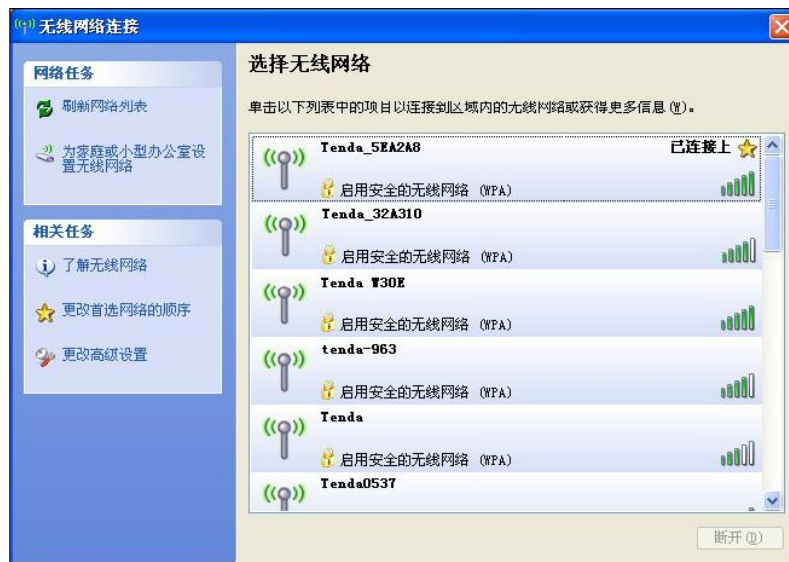 无线网络连接
网络任务
刷新网络列表
为家庭或小型办公室设
置无线网络
相关任务
了解无线网络
更改首选网络的顺序
更改高级设置
选择无线网络
单击以下列表中的项目以连接到区域内的无线网络或获得更多信息(W)。
Tenda_5EA2A8 已连接上
启用安全的无线网络 (WPA)
Tenda_32A310
启用安全的无线网络 (WPA)
Tenda W30E
启用安全的无线网络 (WPA)
tenda-963
启用安全的无线网络 (WPA)
Tenda
启用安全的无线网络 (WPA)
Tenda0537
断开(D)